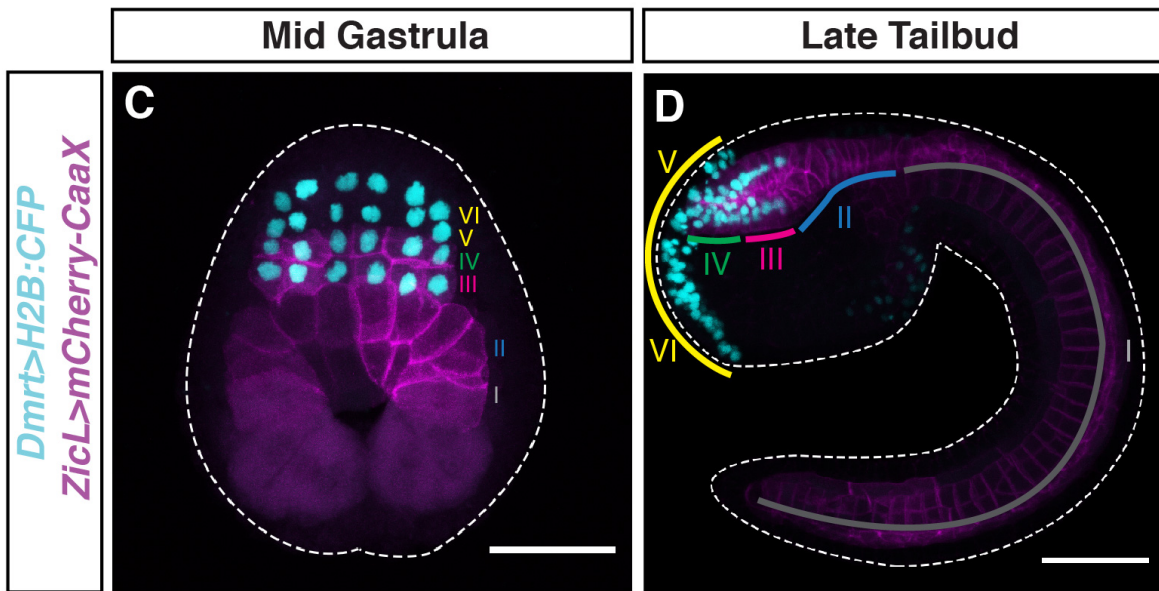 Mid Gastrula
Late Tailbud
Dmrt>H2B:CFP
ZicL>mCherry-CaaX
C
VI
V
IV
III
II
I
D
V
II
IV
III
VI
I